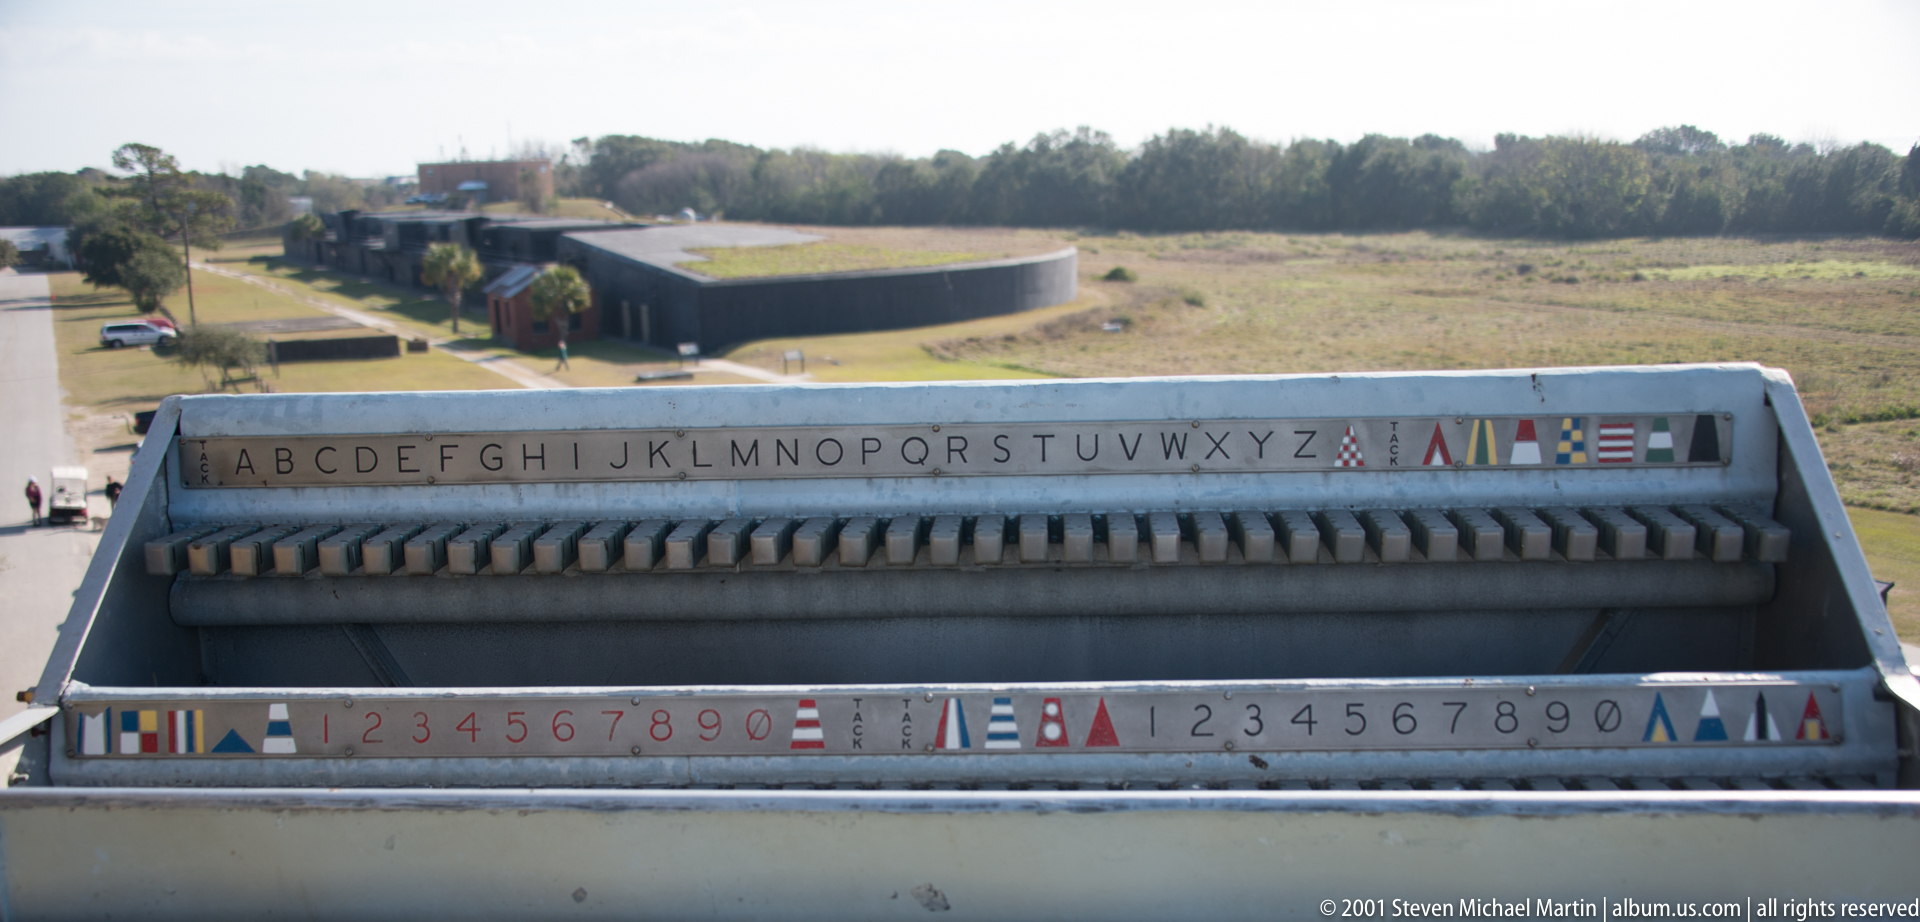 TACK A B C D E F G H I J K L M N O P Q R S T U V W X Y Z TACK
1 2 3 4 5 6 7 8 9 Ø TACK TACK 1 2 3 4 5 6 7 8 9 Ø
© 2001 Steven Michael Martin | album.us.com | all rights reserved